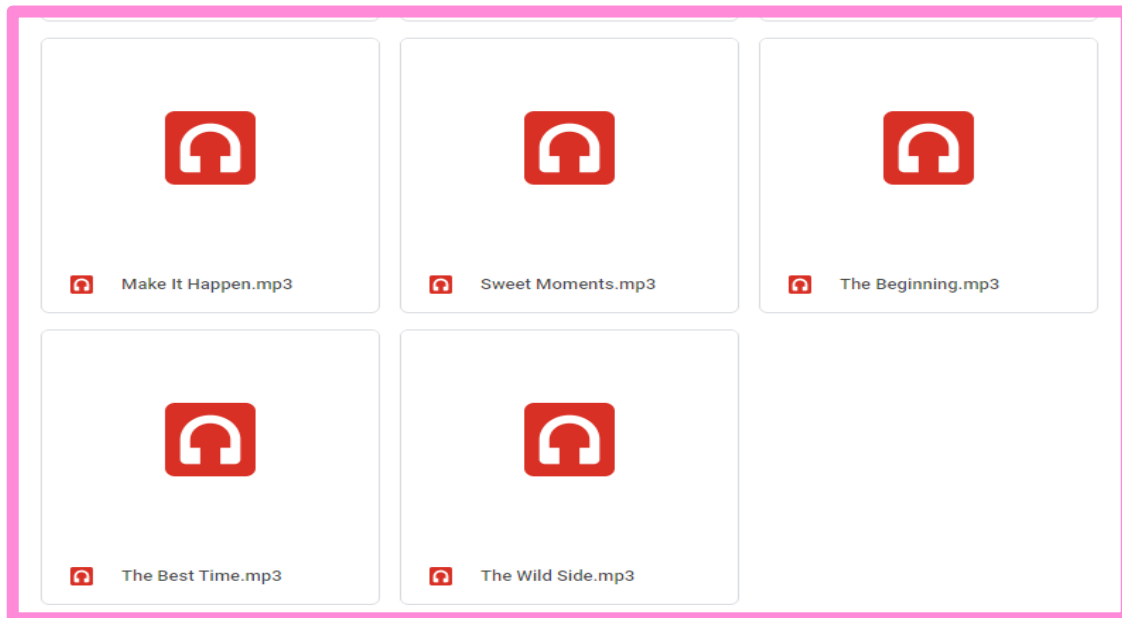 Make It Happen.mp3
Sweet Moments.mp3
The Beginning.mp3
The Best Time.mp3
The Wild Side.mp3